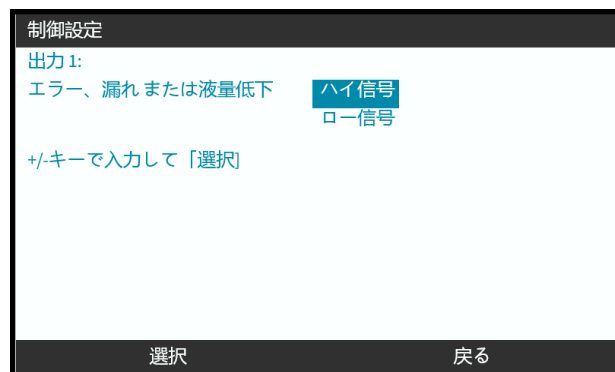 制御設定
出力 1:
エラー、漏れ または液量低下 ハイ信号
ロー信号
+/-キーで入力して「選択]
選択 戻る